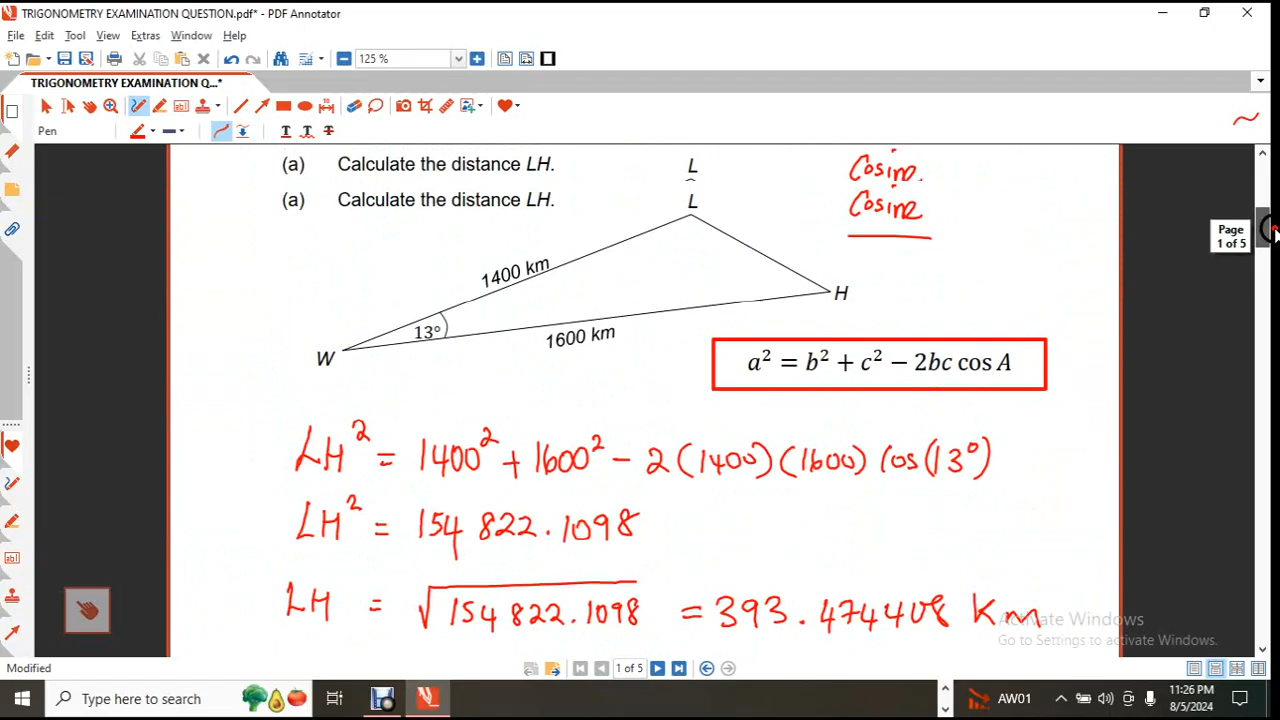 TRIGONOMETRY EXAMINATION QUESTION.pdf* - PDF Annotator
File Edit Tool View Extras Window Help
125 %
TRIGONOMETRY EXAMINATION Q...*
Pen
(a) Calculate the distance LH.
L
Cosine
(a) Calculate the distance LH.
L
Cosine
1400 km
H
13°
1600 km
W
a² = b² + c² − 2bc cos A
Page
1 of 5
LH² = 1400² + 1600² − 2(1400)(1600) Cos(13°)
LH² = 154 822.1098
LH = √154 822.1098 = 393.474408 Km
Activate Windows
Go to Settings to activate Windows.
Modified
1 of 5
Type here to search
AW01
11:26 PM
8/5/2024